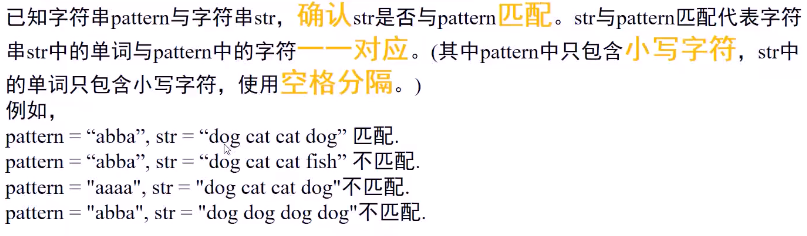 已知字符串pattern与字符串str，确认str是否与pattern匹配。str与pattern匹配代表字符
串str中的单词与pattern中的字符一一对应。(其中pattern中只包含小写字符，str中
的单词只包含小写字符，使用空格分隔。)
例如，
pattern = “abba”, str = “dog cat cat dog” 匹配.
pattern = “abba”, str = “dog cat cat fish” 不匹配.
pattern = "aaaa", str = "dog cat cat dog"不匹配.
pattern = "abba", str = "dog dog dog dog"不匹配.